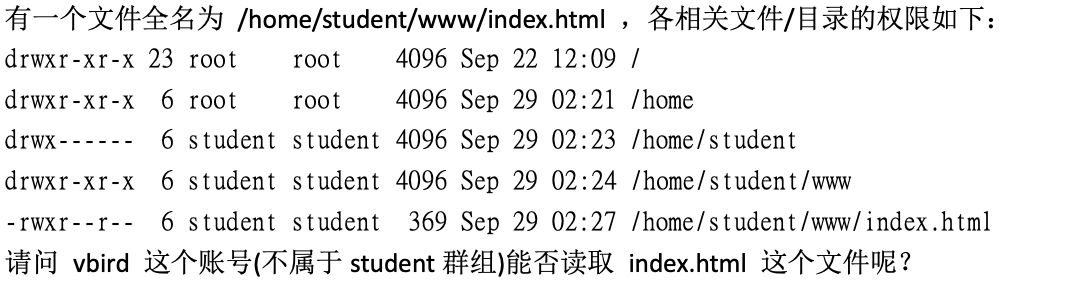 有一个文件全名为 /home/student/www/index.html ，各相关文件/目录的权限如下：
drwxr-xr-x 23 root    root    4096 Sep 22 12:09 /
drwxr-xr-x  6 root    root    4096 Sep 29 02:21 /home
drwx------  6 student student 4096 Sep 29 02:23 /home/student
drwxr-xr-x  6 student student 4096 Sep 29 02:24 /home/student/www
-rwxr--r--  6 student student  369 Sep 29 02:27 /home/student/www/index.html
请问 vbird 这个账号(不属于 student 群组)能否读取 index.html 这个文件呢？